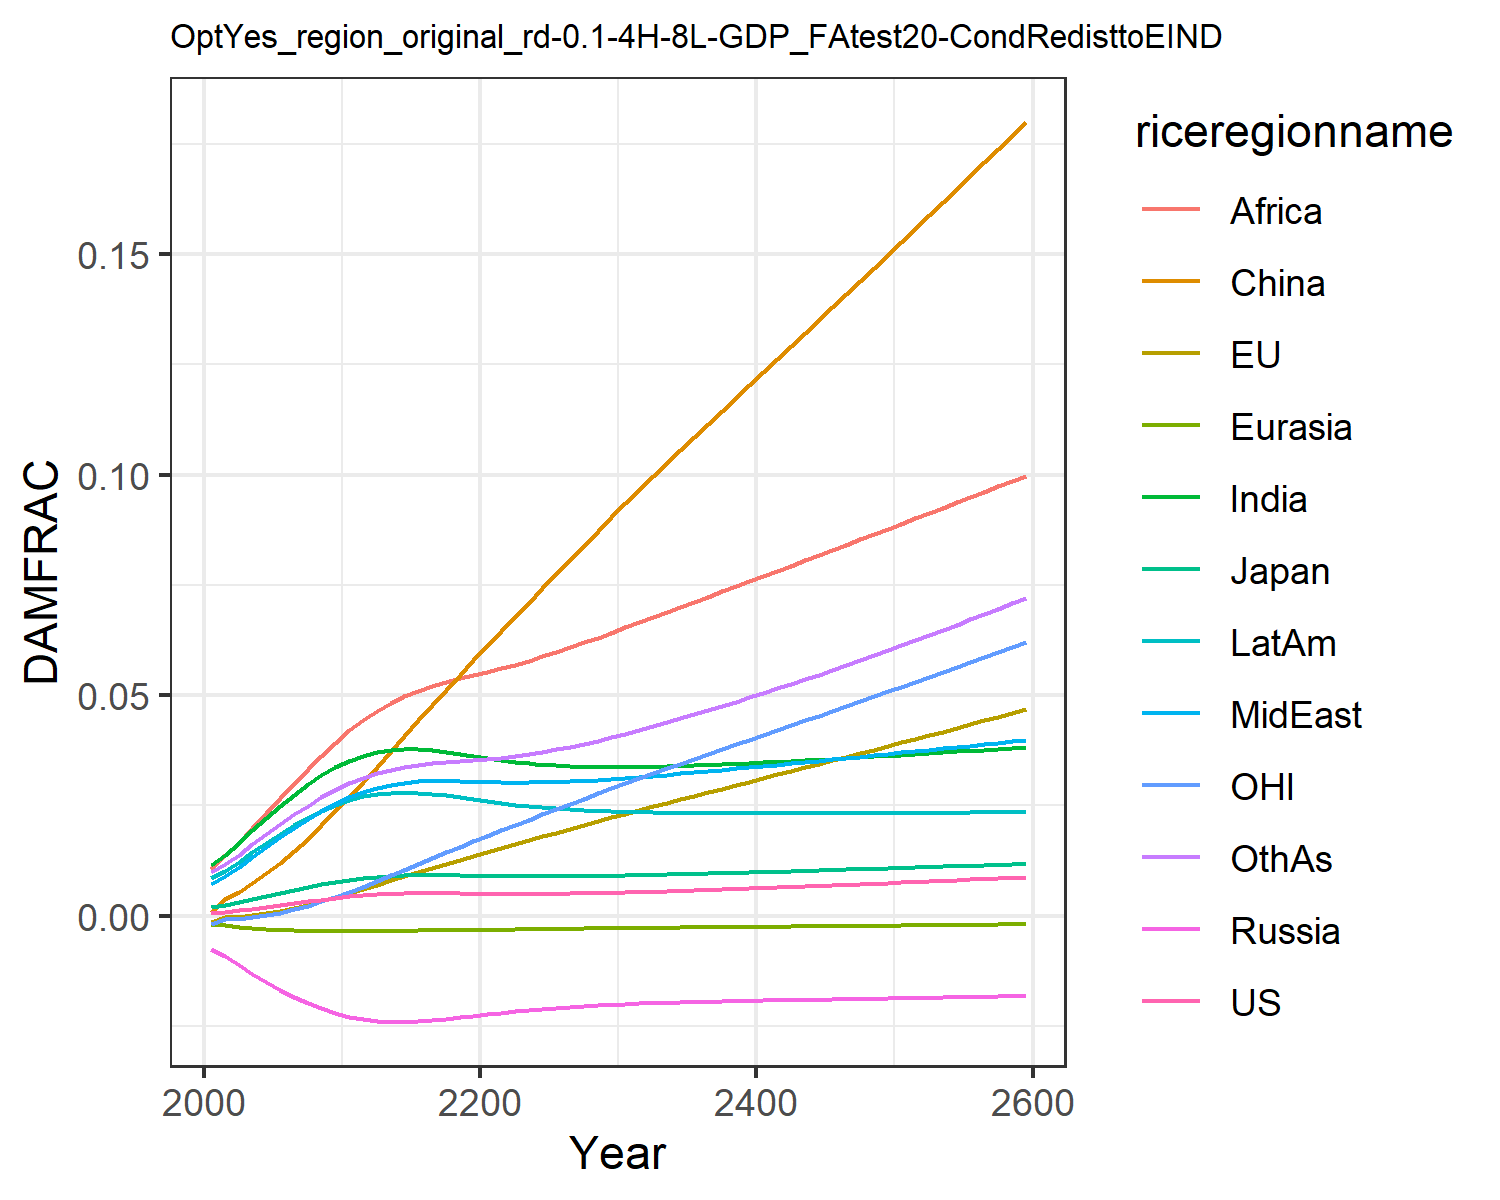 OptYes_region_original_rd-0.1-4H-8L-GDP_FAtest20-CondRedisttoEIND
DAMFRAC
0.15
0.10
0.05
0.00
2000 2200 2400 2600
Year
riceregionname
Africa
China
EU
Eurasia
India
Japan
LatAm
MidEast
OHI
OthAs
Russia
US